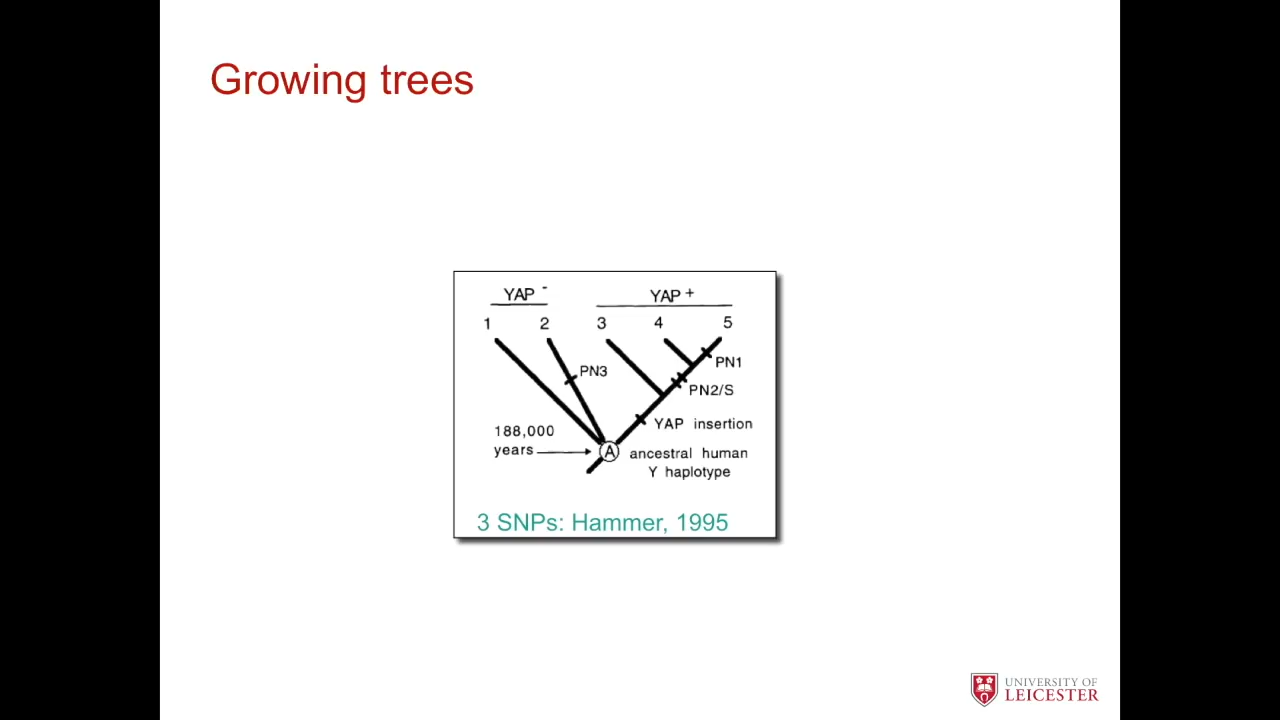 Growing trees
YAP - YAP +
1 2 3 4 5
PN1
PN3
PN2/S
YAP insertion
188,000
years
A
ancestral human
Y haplotype
3 SNPs: Hammer, 1995
UNIVERSITY OF
LEICESTER